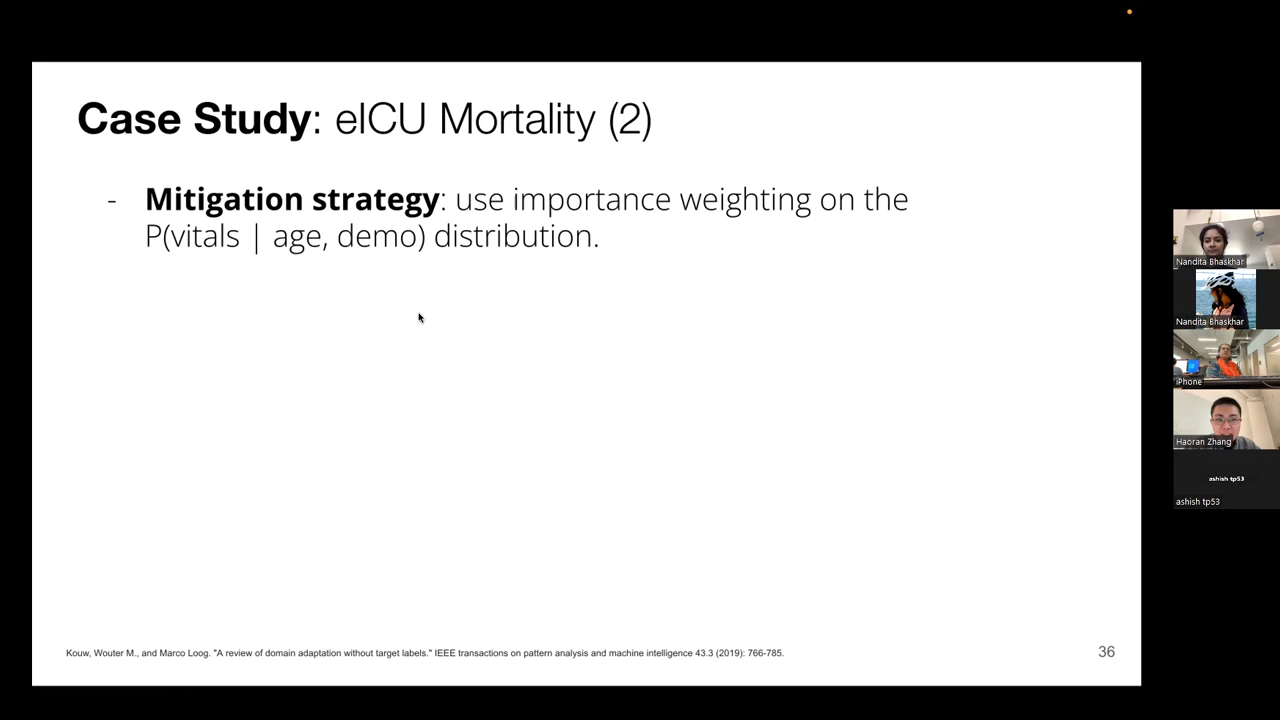 Case Study: eICU Mortality (2)
- Mitigation strategy: use importance weighting on the
P(vitals | age, demo) distribution.
Kouw, Wouter M., and Marco Loog. "A review of domain adaptation without target labels." IEEE transactions on pattern analysis and machine intelligence 43.3 (2019): 766-785.
36
Nandita Bhaskhar
Nandita Bhaskhar
iPhone
Haoran Zhang
ashish tp53
ashish tp53